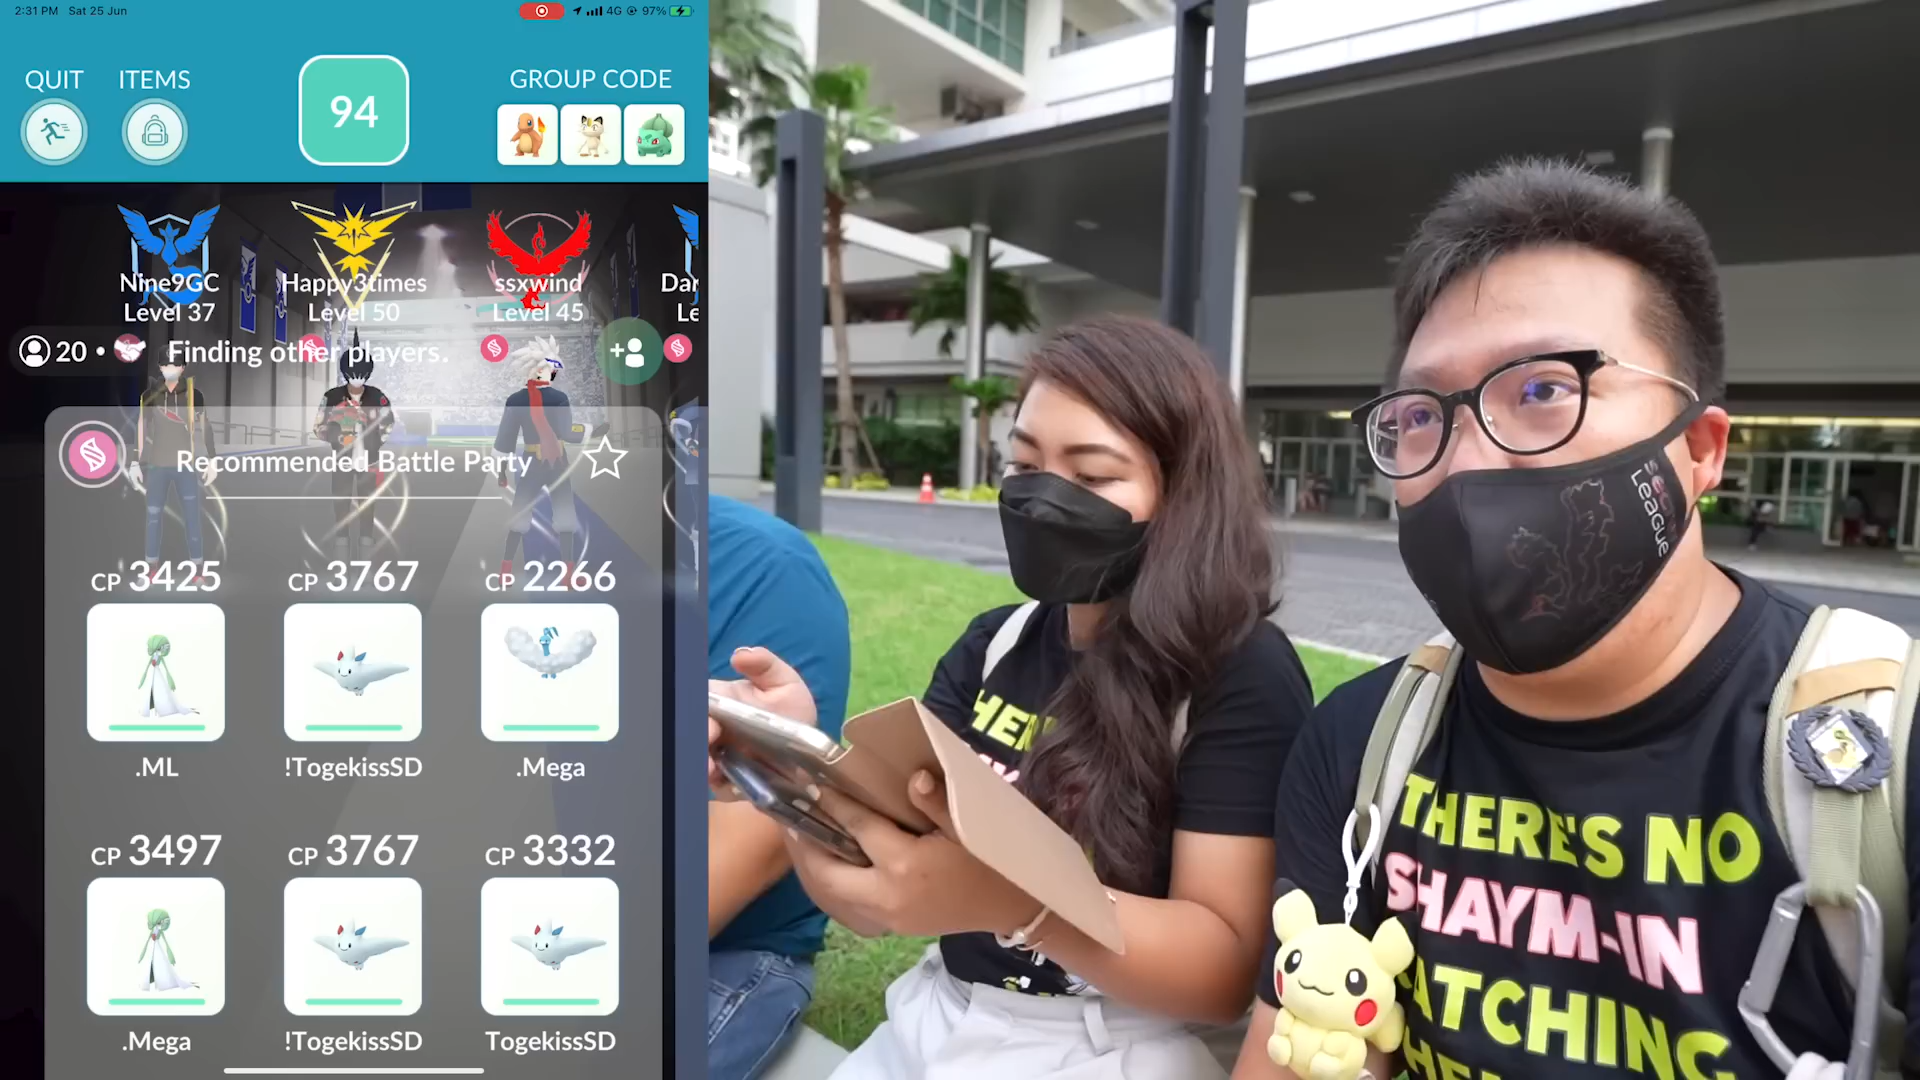 2:31 PM Sat 25 Jun
4G 97%
QUIT ITEMS
94
GROUP CODE
Nine9GC
Level 37
Happy3times
Level 50
ssxwind
Level 45
20 • Finding other players.
Recommended Battle Party
CP 3425
CP 3767
CP 2266
.ML
!TogekissSD
.Mega
CP 3497
CP 3767
CP 3332
.Mega
!TogekissSD
TogekissSD
League
THERE'S NO
SHAYM-IN
CATCHING